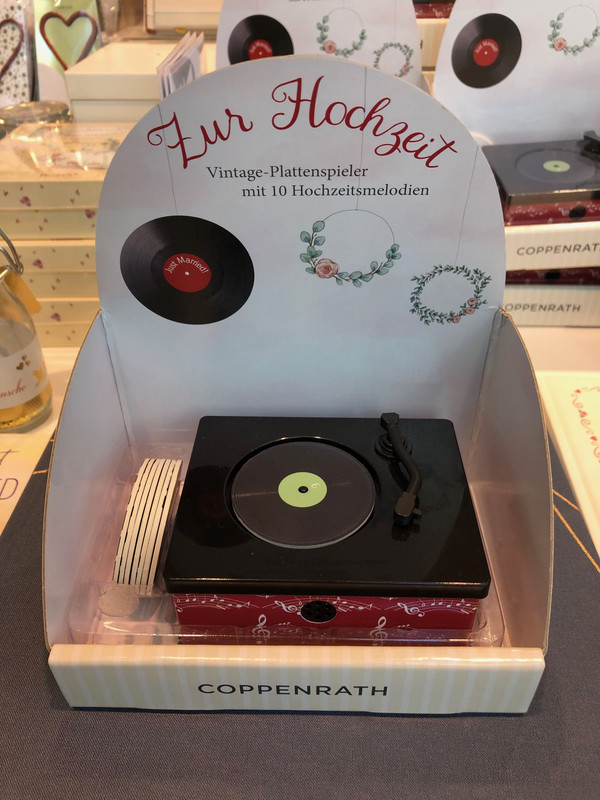 Zur Hochzeit
Vintage-Plattenspieler
mit 10 Hochzeitsmelodien
Just Married!
COPPENRATH
COPPENRATH
COPPENRATH